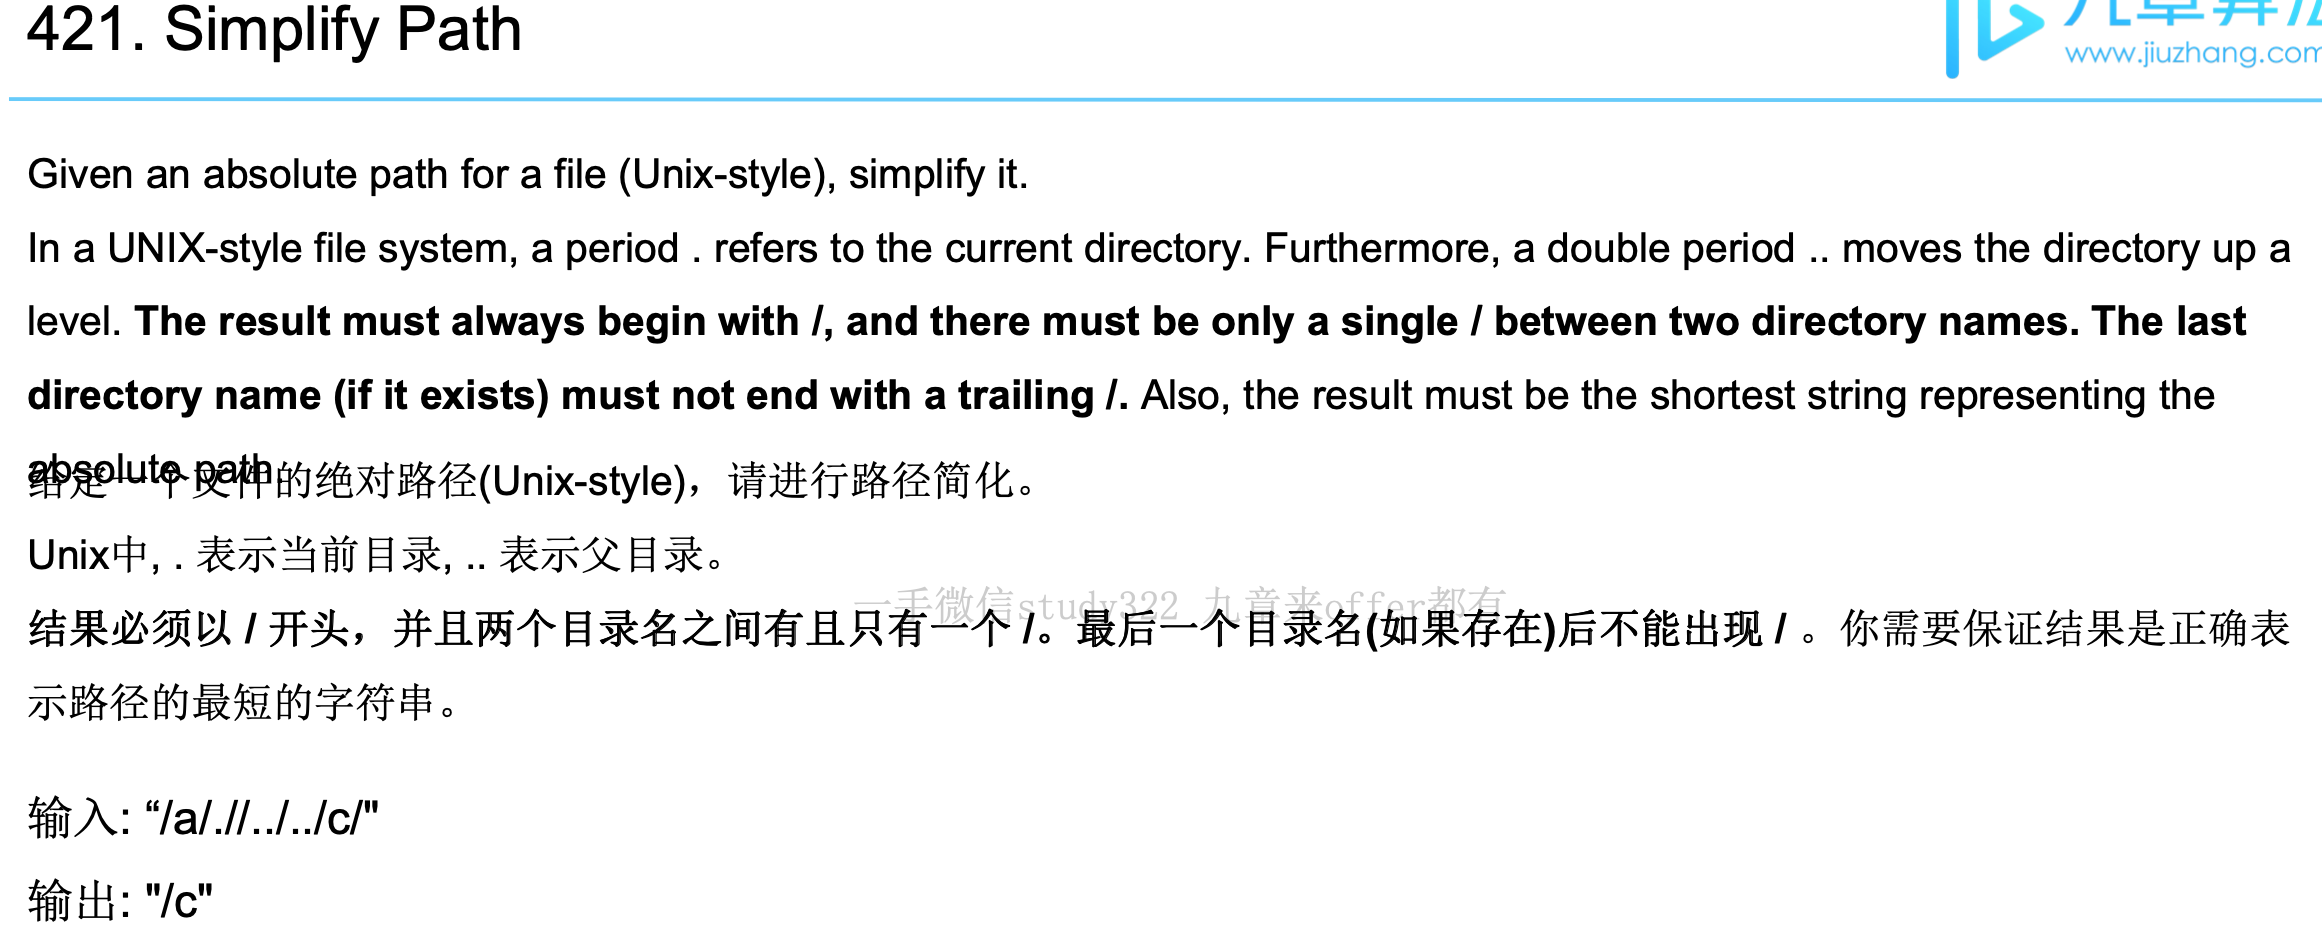 421. Simplify Path
www.jiuzhang.com
Given an absolute path for a file (Unix-style), simplify it.
In a UNIX-style file system, a period . refers to the current directory. Furthermore, a double period .. moves the directory up a
level. The result must always begin with /, and there must be only a single / between two directory names. The last
directory name (if it exists) must not end with a trailing /. Also, the result must be the shortest string representing the
absolute path.
给定一个文件的绝对路径(Unix-style)，请进行路径简化。
Unix中, . 表示当前目录, .. 表示父目录。
一手微信study322 九章来offer都有
结果必须以 / 开头，并且两个目录名之间有且只有一个 /。最后一个目录名(如果存在)后不能出现 / 。你需要保证结果是正确表
示路径的最短的字符串。
输入: “/a/.//../../c/"
输出: "/c"